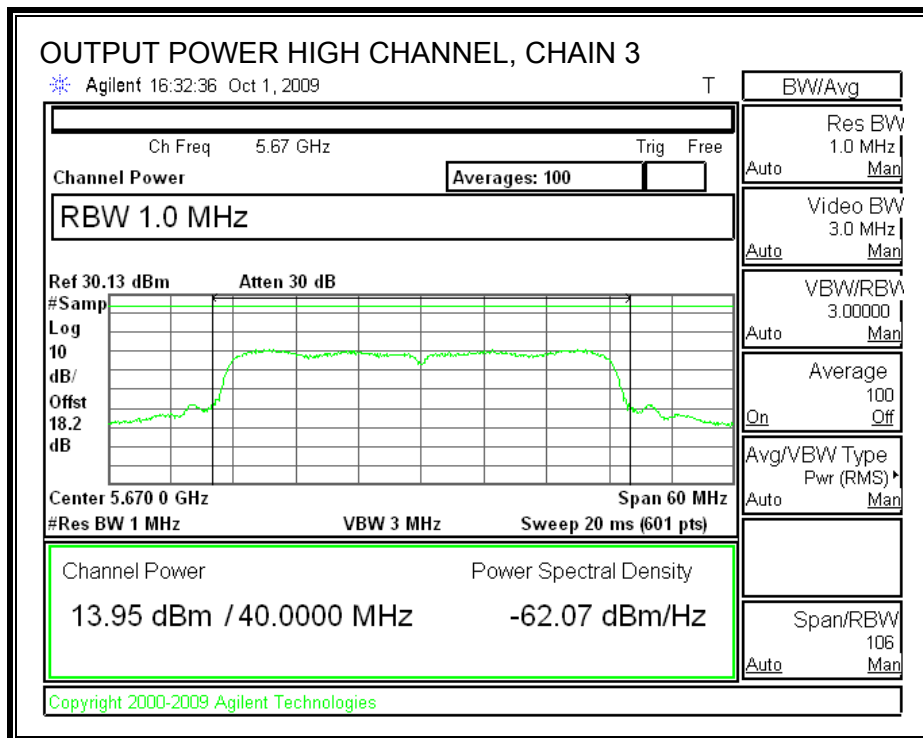 OUTPUT POWER HIGH CHANNEL, CHAIN 3
Agilent 16:32:36 Oct 1, 2009
T
Ch Freq 5.67 GHz
Trig Free
Channel Power
Averages: 100
RBW 1.0 MHz
Ref 30.13 dBm
Atten 30 dB
#Samp
Log
10
dB/
Offst
18.2
dB
Center 5.670 0 GHz
Span 60 MHz
#Res BW 1 MHz
VBW 3 MHz
Sweep 20 ms (601 pts)
Channel Power
Power Spectral Density
13.95 dBm / 40.0000 MHz
-62.07 dBm/Hz
Copyright 2000-2009 Agilent Technologies
BW/Avg
Res BW
1.0 MHz
Auto Man
Video BW
3.0 MHz
Auto Man
VBW/RBW
3.00000
Auto Man
Average
100
On Off
Avg/VBW Type
Pwr (RMS)
Auto Man
Span/RBW
106
Auto Man